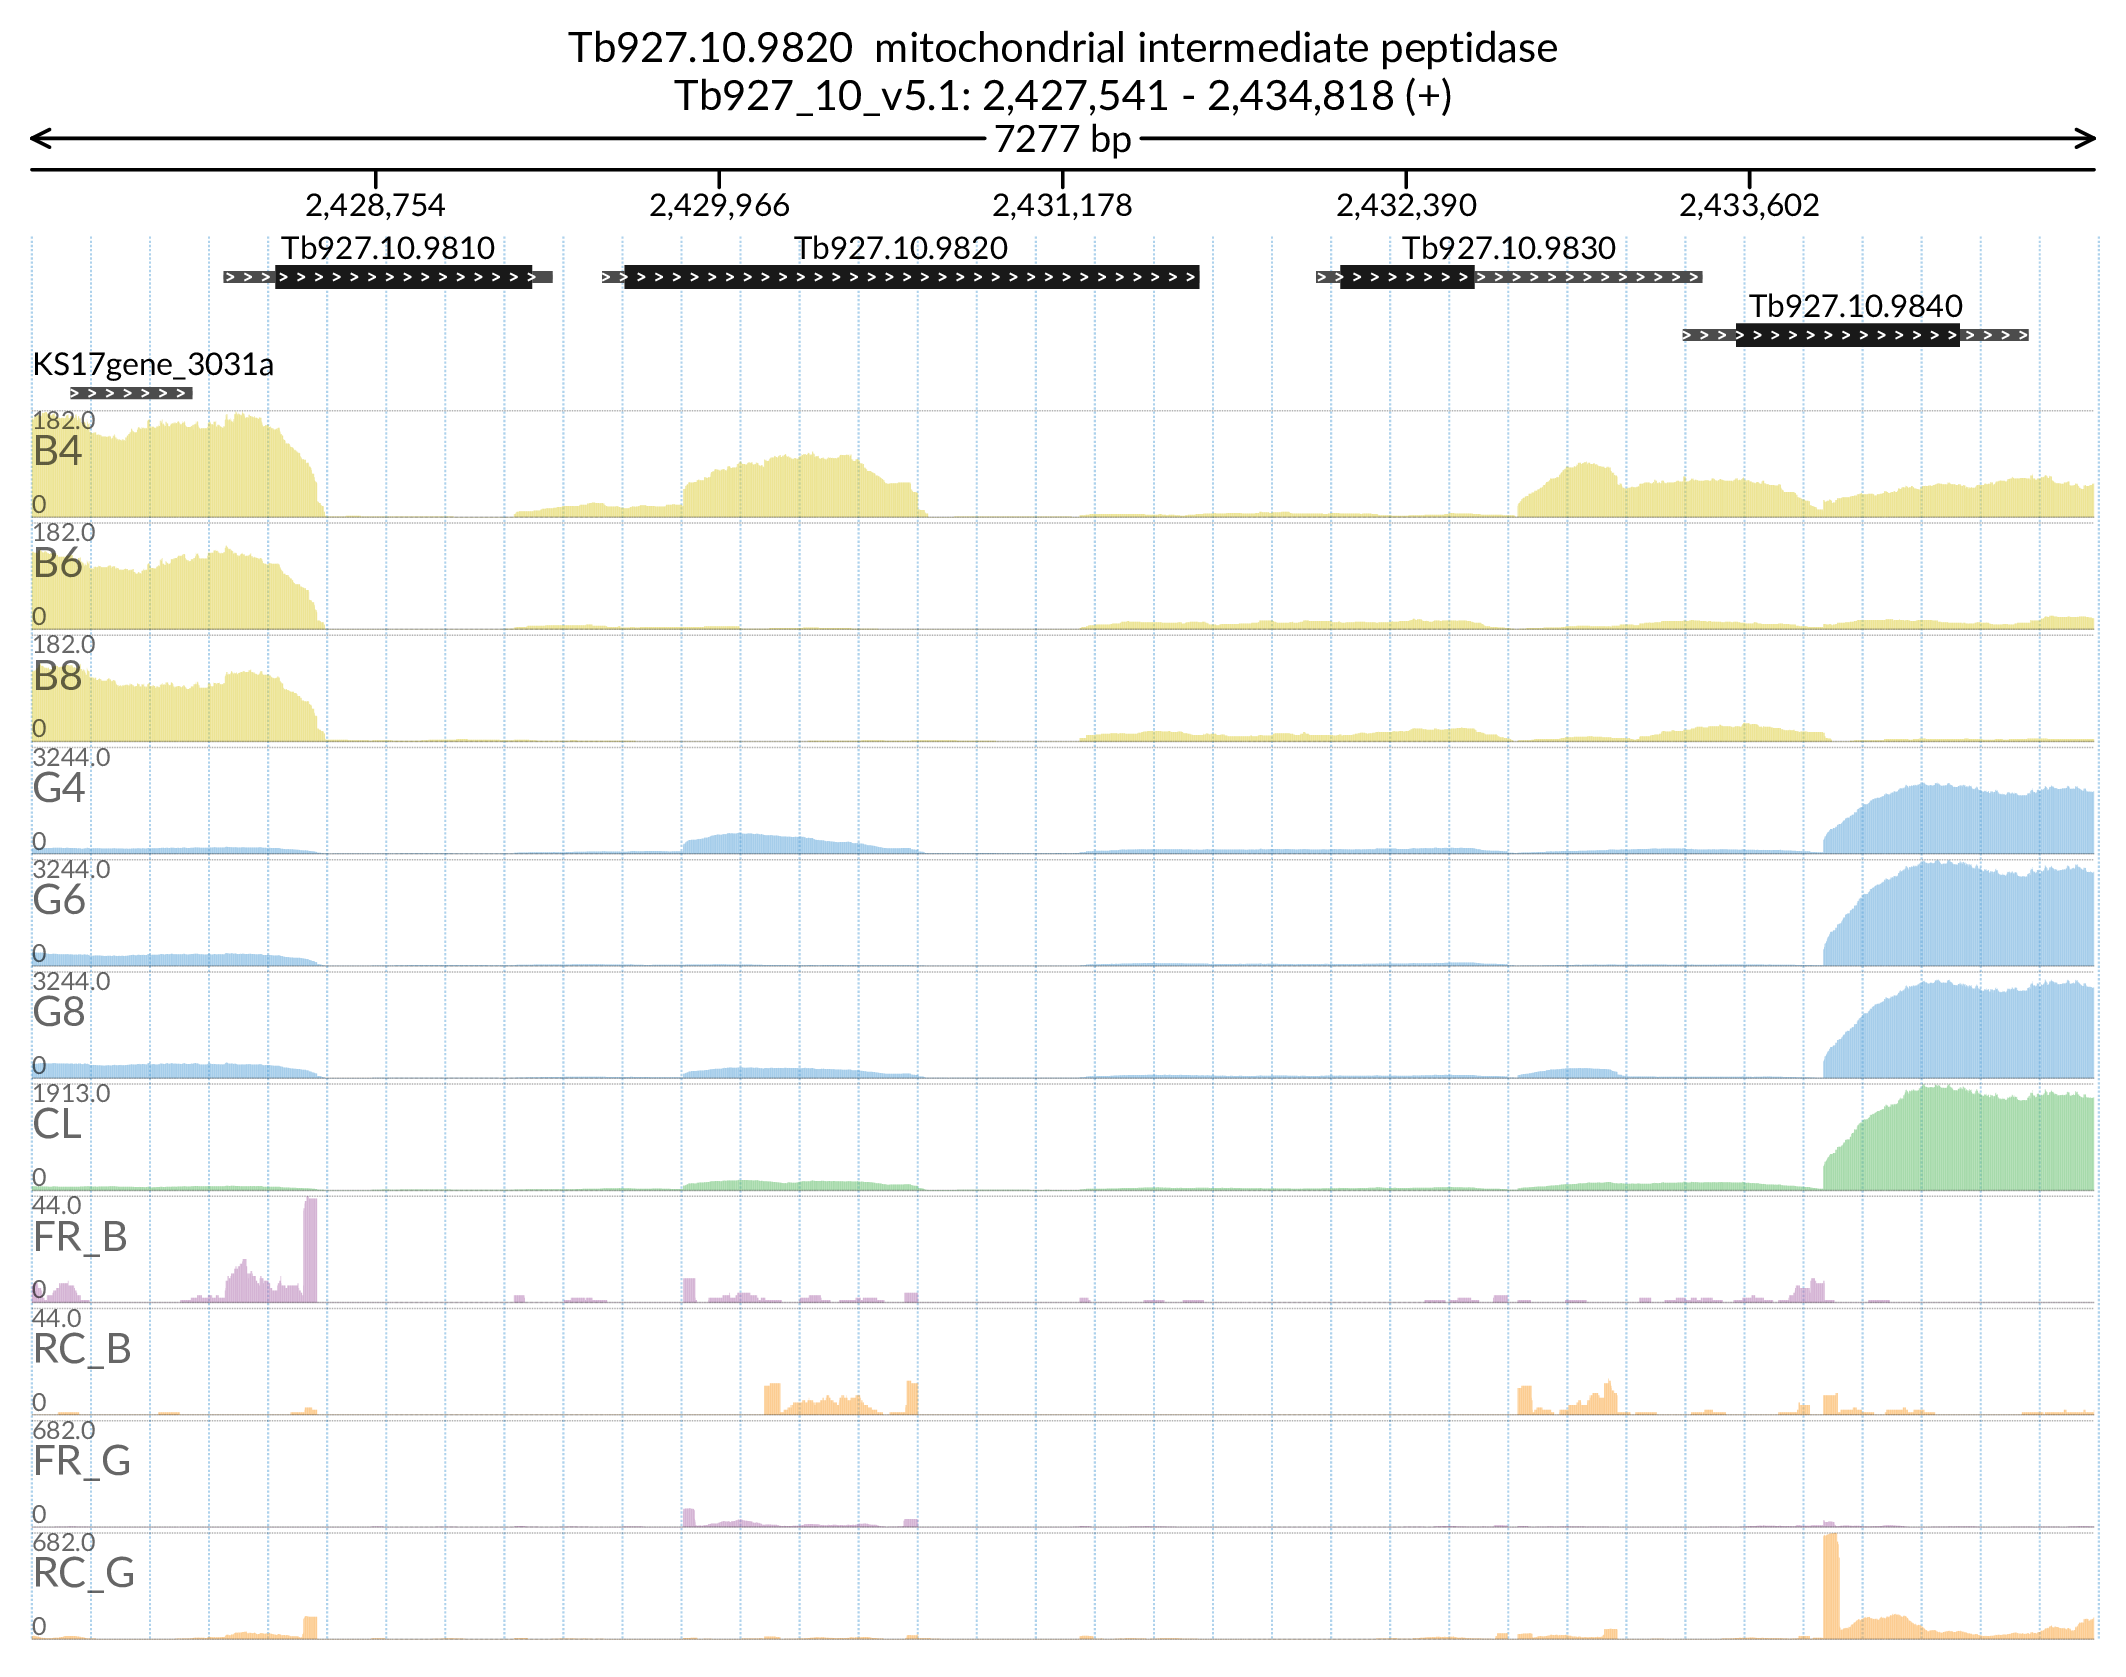 Tb927.10.9820  mitochondrial intermediate peptidase
Tb927_10_v5.1: 2,427,541 - 2,434,818 (+)
7277 bp
2,428,754 2,429,966 2,431,178 2,432,390 2,433,602
Tb927.10.9810 Tb927.10.9820 Tb927.10.9830
Tb927.10.9840
KS17gene_3031a
182.0
B4
0
182.0
B6
0
182.0
B8
0
3244.0
G4
0
3244.0
G6
0
3244.0
G8
0
1913.0
CL
0
44.0
FR_B
0
44.0
RC_B
0
682.0
FR_G
0
682.0
RC_G
0